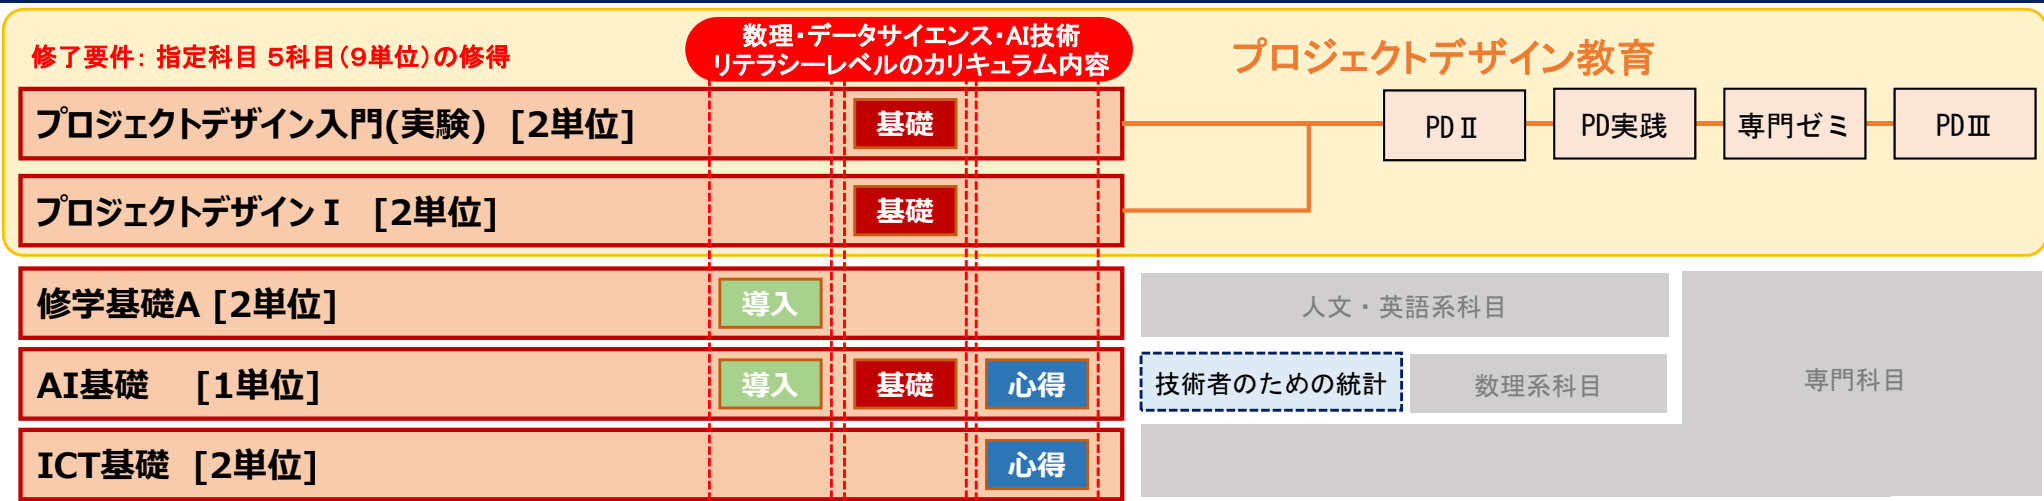 修了要件: 指定科目 5科目(9単位)の修得
数理・データサイエンス・AI技術
リテラシーレベルのカリキュラム内容
プロジェクトデザイン教育
プロジェクトデザイン入門(実験) [2単位]
基礎
PDⅡ
PD実践
専門ゼミ
PDⅢ
プロジェクトデザインⅠ [2単位]
基礎
修学基礎A [2単位]
導入
人文・英語系科目
AI基礎 [1単位]
導入
基礎
心得
技術者のための統計
数理系科目
専門科目
ICT基礎 [2単位]
心得